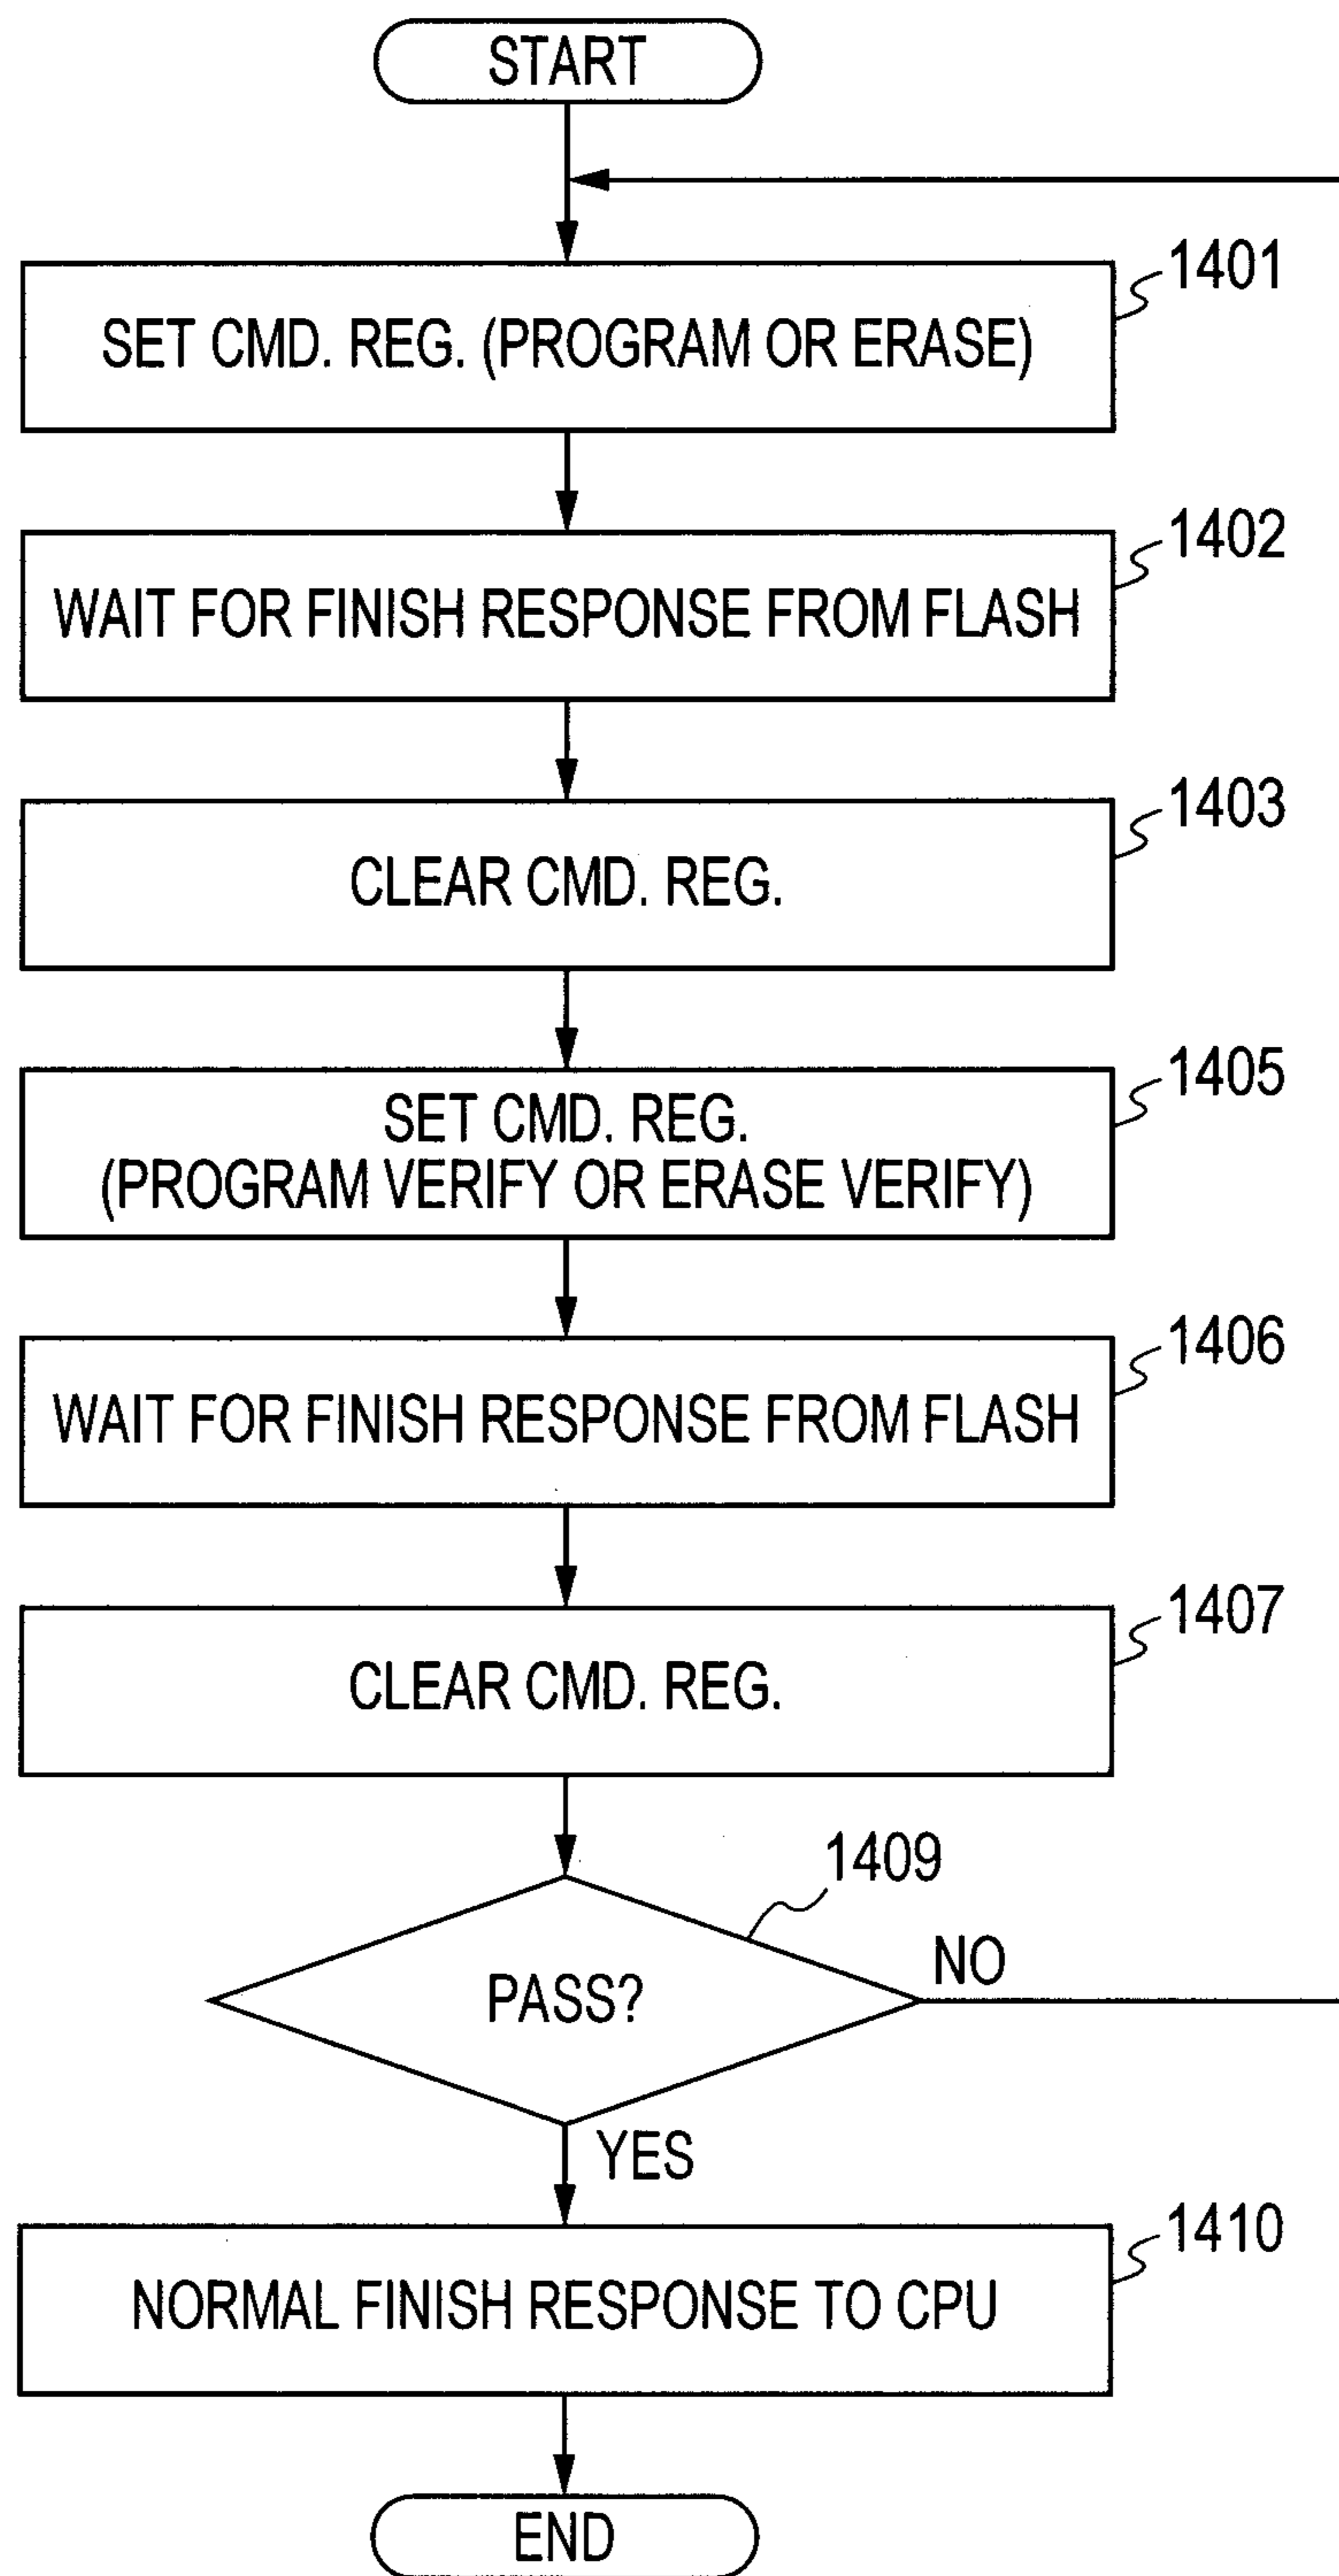 START
1401
SET CMD. REG. (PROGRAM OR ERASE)
1402
WAIT FOR FINISH RESPONSE FROM FLASH
1403
CLEAR CMD. REG.
1405
SET CMD. REG.
(PROGRAM VERIFY OR ERASE VERIFY)
1406
WAIT FOR FINISH RESPONSE FROM FLASH
1407
CLEAR CMD. REG.
1409
PASS?
NO
YES
1410
NORMAL FINISH RESPONSE TO CPU
END